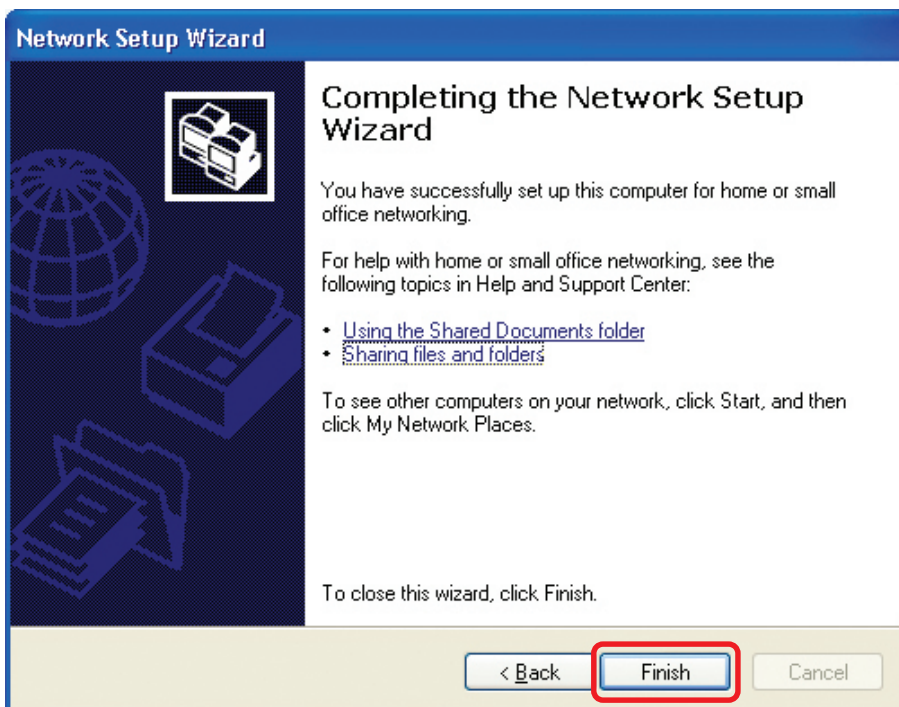 Network Setup Wizard
Completing the Network Setup
Wizard
You have successfully set up this computer for home or small
office networking.
For help with home or small office networking, see the
following topics in Help and Support Center:
• Using the Shared Documents folder
• Sharing files and folders
To see other computers on your network, click Start, and then
click My Network Places.
To close this wizard, click Finish.
< Back Finish Cancel